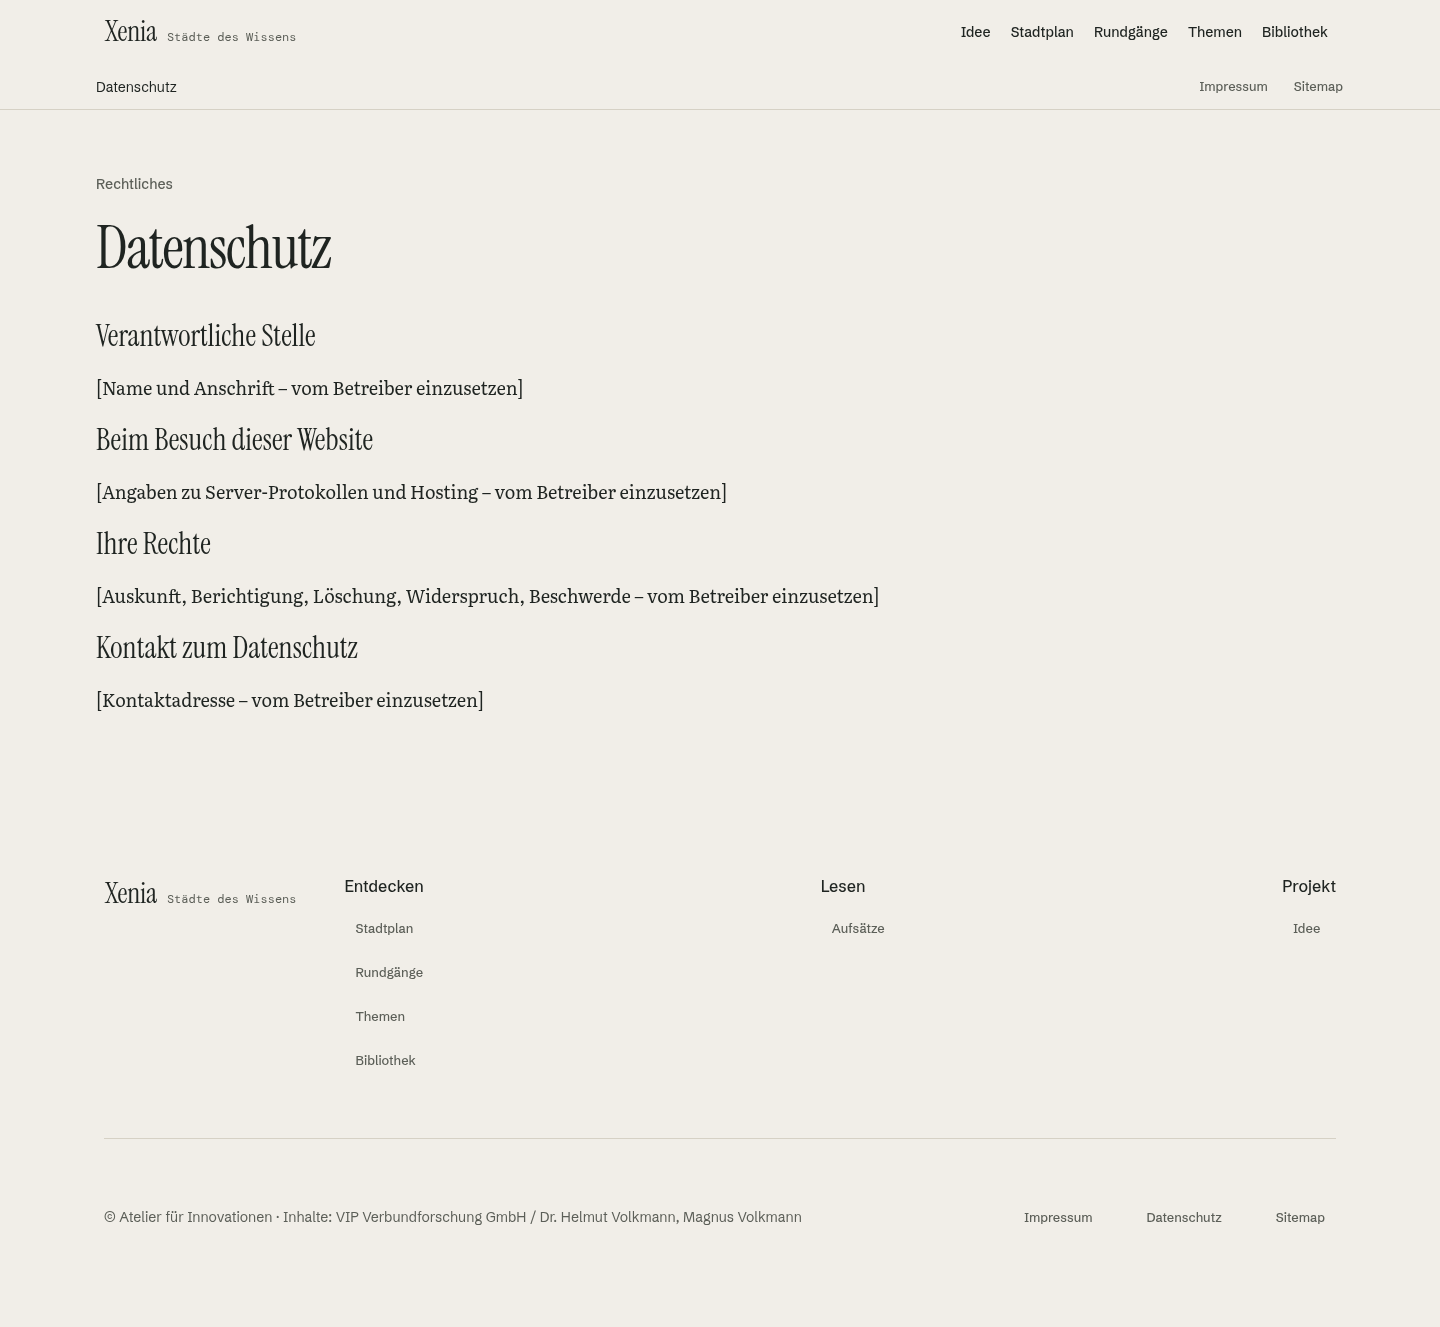 Xenia Städte des Wissens
Idee Stadtplan Rundgänge Themen Bibliothek
Datenschutz
Impressum Sitemap
Rechtliches
Datenschutz
Verantwortliche Stelle
[Name und Anschrift – vom Betreiber einzusetzen]
Beim Besuch dieser Website
[Angaben zu Server-Protokollen und Hosting – vom Betreiber einzusetzen]
Ihre Rechte
[Auskunft, Berichtigung, Löschung, Widerspruch, Beschwerde – vom Betreiber einzusetzen]
Kontakt zum Datenschutz
[Kontaktadresse – vom Betreiber einzusetzen]
Xenia Städte des Wissens
Entdecken
Stadtplan
Rundgänge
Themen
Bibliothek
Lesen
Aufsätze
Projekt
Idee
© Atelier für Innovationen · Inhalte: VIP Verbundforschung GmbH / Dr. Helmut Volkmann, Magnus Volkmann
Impressum Datenschutz Sitemap